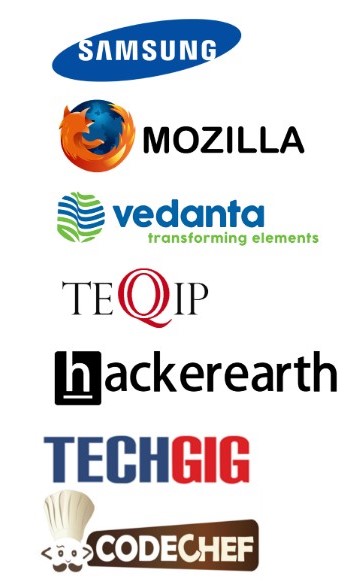 SAMSUNG
MOZILLA
vedanta
transforming elements
TEQIP
hackerearth
TECHGIG
CODECHEF